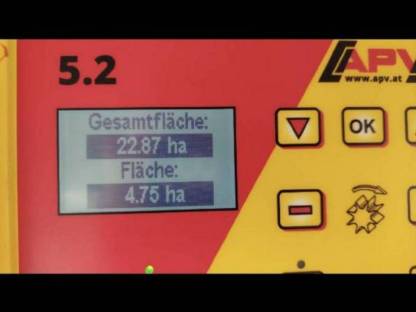 5.2
APV
www.apv.at
Gesamtfläche:
22.87 ha
Fläche:
4.75 ha
OK